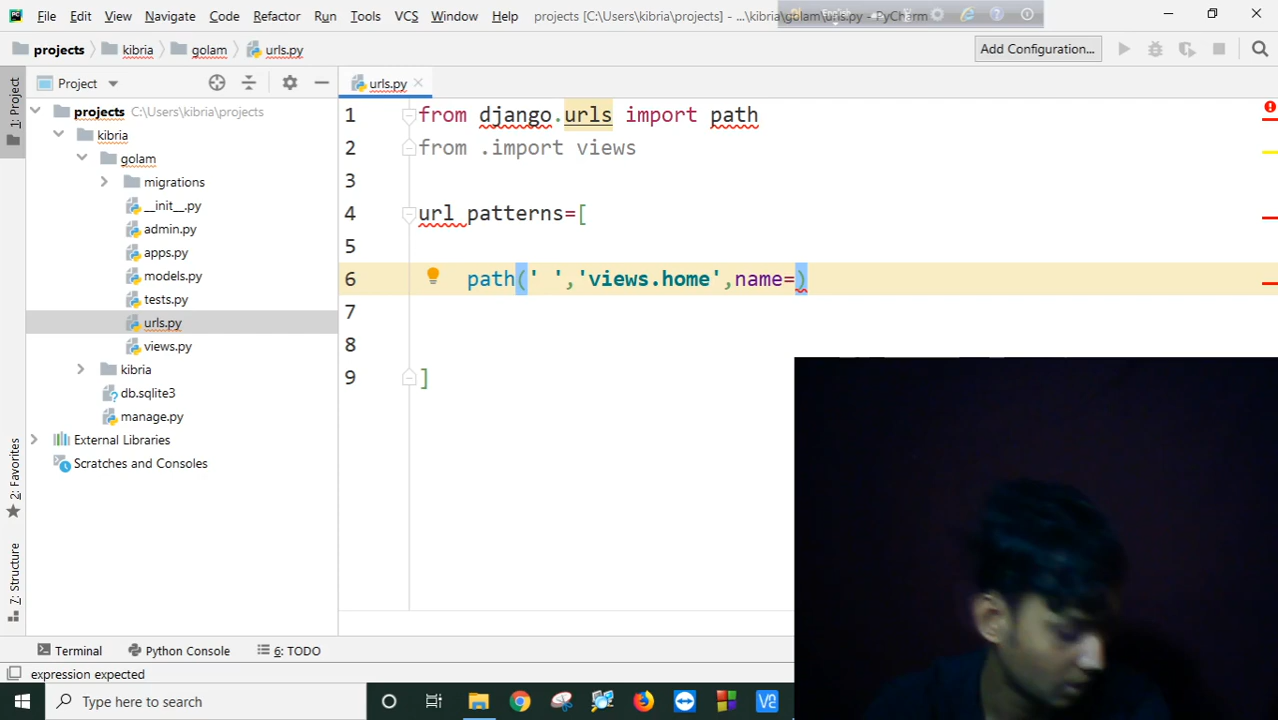 File Edit View Navigate Code Refactor Run Tools VCS Window Help projects [C:\Users\kibria\projects] - ...\kibria\golam\urls.py - PyCharm
English
projects kibria golam urls.py Add Configuration...
1: Project
Project
urls.py
projects C:\Users\kibria\projects
kibria
golam
migrations
__init__.py
admin.py
apps.py
models.py
tests.py
urls.py
views.py
kibria
db.sqlite3
manage.py
External Libraries
Scratches and Consoles
1 from django.urls import path
2 from .import views
3
4 url patterns=[
5
6 path(' ','views.home',name=)
7
8
9 ]
2: Favorites
7: Structure
Terminal Python Console 6: TODO
expression expected
Type here to search
V2